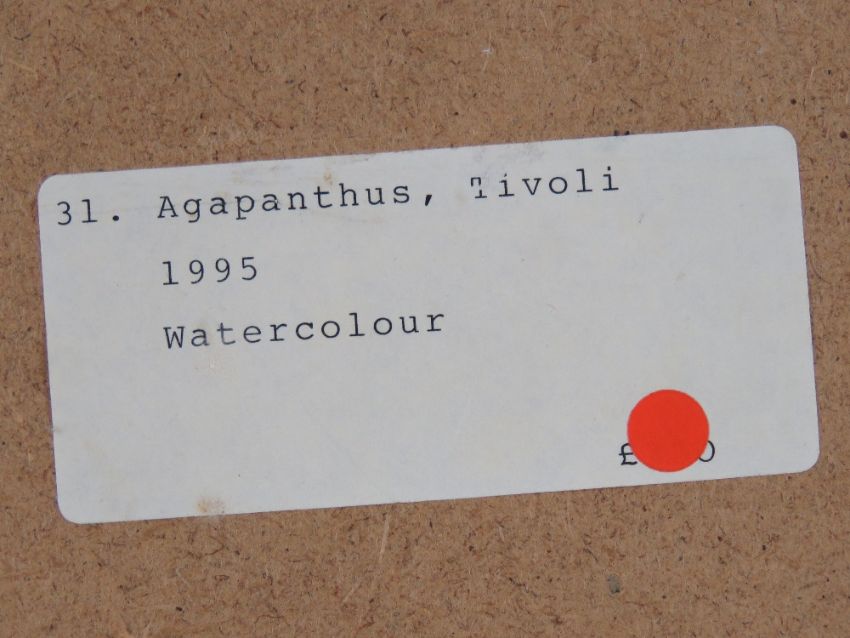 31. Agapanthus, Tivoli
1995
Watercolour